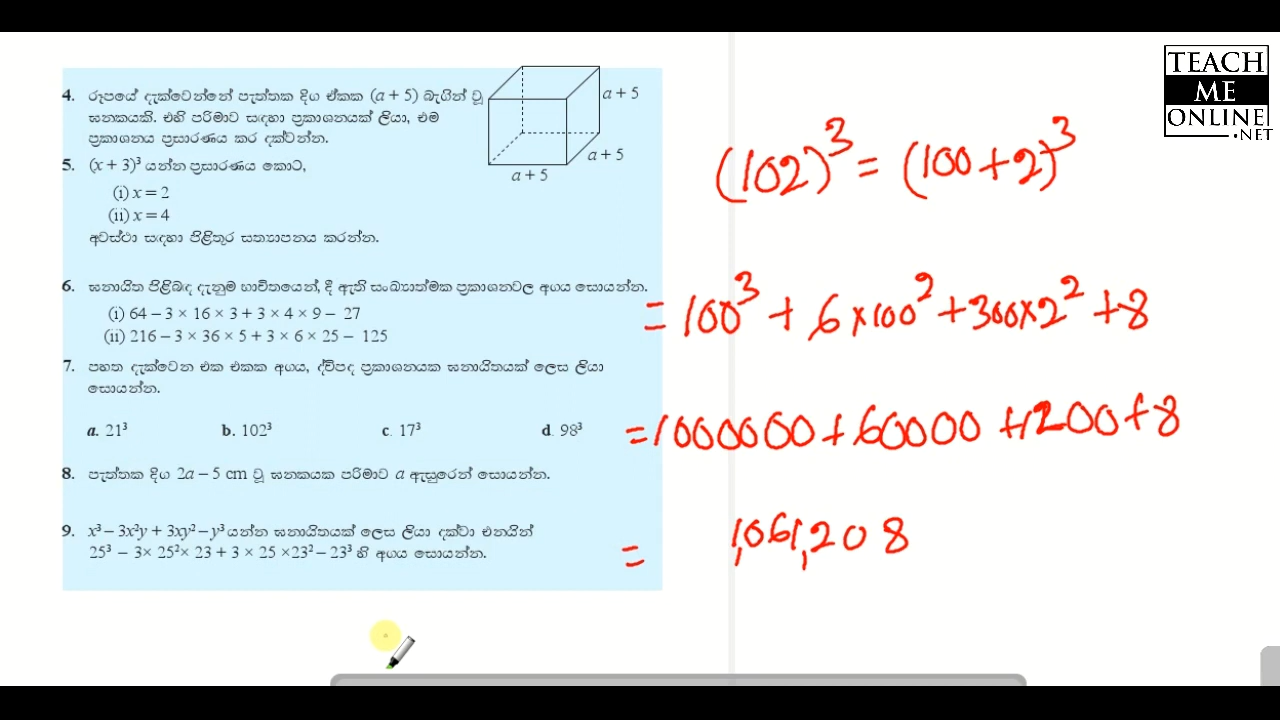 4. රූපයේ දැක්වෙන්නේ පැත්තක දිග ඒකක (a + 5) බැගින් වූ
ඝනකයකි. එහි පරිමාව සඳහා ප්‍රකාශනයක් ලියා, එම
ප්‍රකාශනය ප්‍රසාරණය කර දක්වන්න.
a + 5
a + 5
a + 5
5. (x + 3)³ යන්න ප්‍රසාරණය කොට,
(i) x = 2
(ii) x = 4
අවස්ථා සඳහා පිළිතුර සත්‍යාපනය කරන්න.
6. ඝනායිත පිළිබඳ දැනුම භාවිතයෙන්, දී ඇති සංඛ්‍යාත්මක ප්‍රකාශනවල අගය සොයන්න.
(i) 64 – 3 × 16 × 3 + 3 × 4 × 9 – 27
(ii) 216 – 3 × 36 × 5 + 3 × 6 × 25 – 125
7. පහත දැක්වෙන එක එකක අගය, ද්විපද ප්‍රකාශනයක ඝනායිතයක් ලෙස ලියා
සොයන්න.
a. 21³ b. 102³ c. 17³ d. 98³
8. පැත්තක දිග 2a – 5 cm වූ ඝනකයක පරිමාව a ඇසුරෙන් සොයන්න.
9. x³ – 3x²y + 3xy² – y³ යන්න ඝනායිතයක් ලෙස ලියා දක්වා එනයින්
25³ – 3× 25²× 23 + 3 × 25 ×23² – 23³ හි අගය සොයන්න.
TEACH
ME
ONLINE
.NET
(102)³ = (100+2)³
= 100³ + 6×100² + 300×2² + 8
= 1000000 + 60000 + 1200 + 8
= 1,061,208